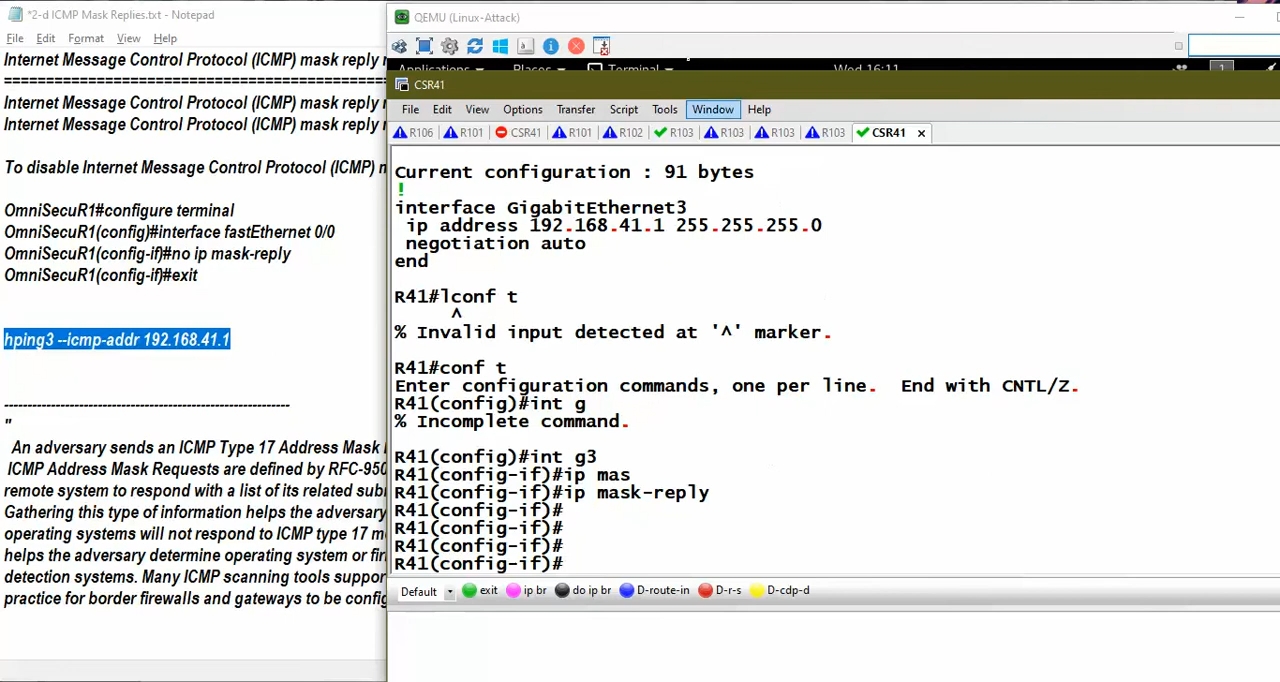 *2-d ICMP Mask Replies.txt - Notepad
File Edit Format View Help
Internet Message Control Protocol (ICMP) mask reply
================================================
Internet Message Control Protocol (ICMP) mask reply
Internet Message Control Protocol (ICMP) mask reply
To disable Internet Message Control Protocol (ICMP)
OmniSecuR1#configure terminal
OmniSecuR1(config)#interface fastEthernet 0/0
OmniSecuR1(config-if)#no ip mask-reply
OmniSecuR1(config-if)#exit
hping3 --icmp-addr 192.168.41.1
----------------------------------------------------------------
"
An adversary sends an ICMP Type 17 Address Mask
ICMP Address Mask Requests are defined by RFC-950
remote system to respond with a list of its related
Gathering this type of information helps the adversary
operating systems will not respond to ICMP type 17
helps the adversary determine operating system or
detection systems. Many ICMP scanning tools
practice for border firewalls and gateways to be
QEMU (Linux-Attack)
Applications Places Terminal Wed 16:11 1
CSR41
File Edit View Options Transfer Script Tools Window Help
R106 R101 CSR41 R101 R102 R103 R103 R103 R103 CSR41 ×
Current configuration : 91 bytes
!
interface GigabitEthernet3
ip address 192.168.41.1 255.255.255.0
negotiation auto
end
R41#lconf t
^
% Invalid input detected at '^' marker.
R41#conf t
Enter configuration commands, one per line. End with CNTL/Z.
R41(config)#int g
% Incomplete command.
R41(config)#int g3
R41(config-if)#ip mas
R41(config-if)#ip mask-reply
R41(config-if)#
R41(config-if)#
R41(config-if)#
R41(config-if)#
Default exit ip br do ip br D-route-in D-r-s D-cdp-d